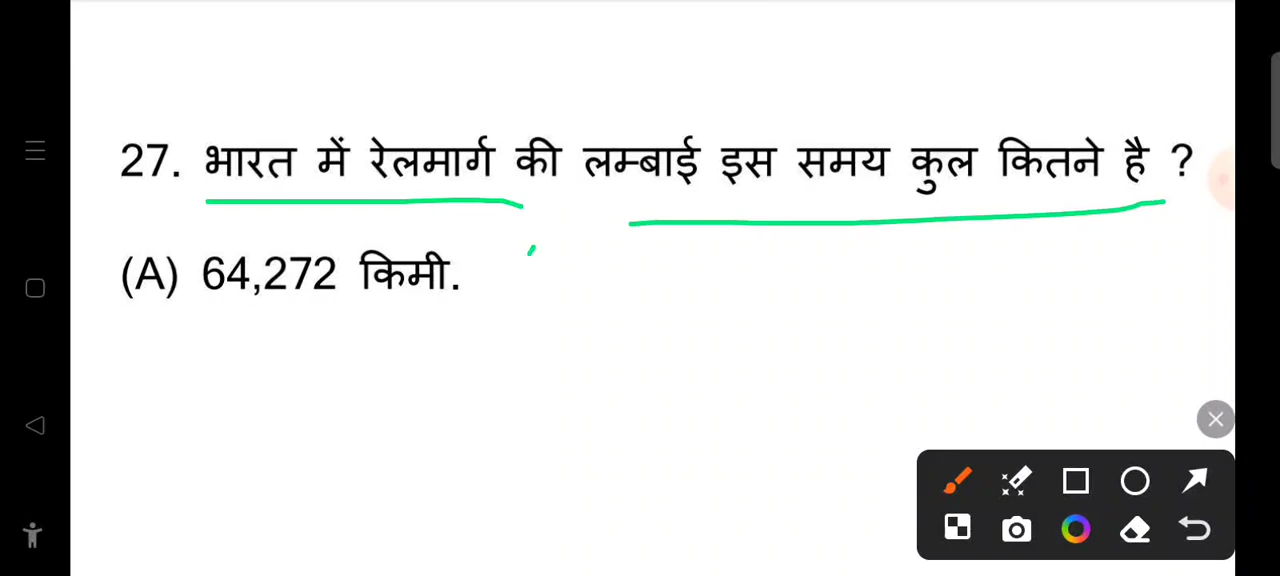 27. भारत में रेलमार्ग की लम्बाई इस समय कुल कितने है ?
(A) 64,272 किमी.